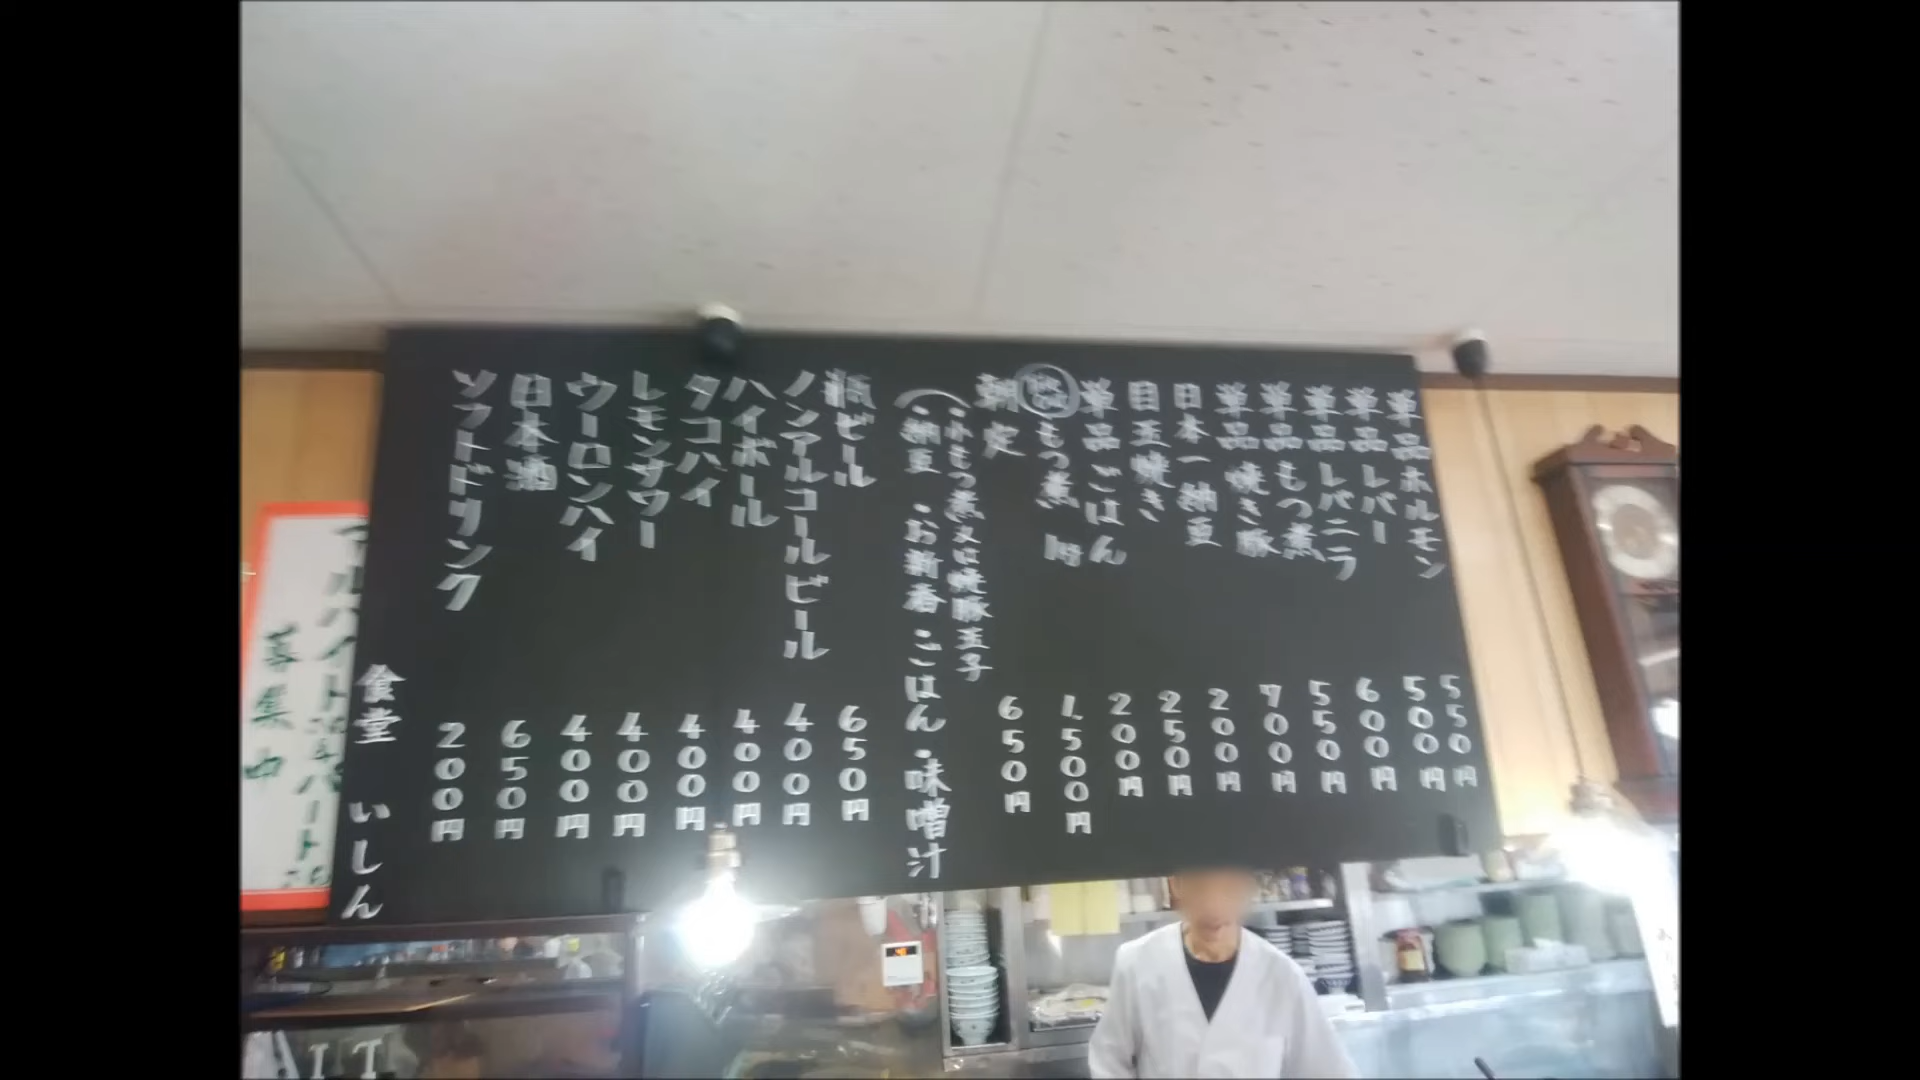 単品ホルモン 550円
単品レバー 500円
単品レバニラ 600円
単品もつ煮 550円
単品焼き豚 700円
日本一納豆 200円
目玉焼き 250円
単品ごはん 200円
もつ煮 1kg 1,500円
朝定 650円
(・小もつ煮又は焼豚玉子
・納豆 ・お新香 ごはん・味噌汁
瓶ビール 650円
ノンアルコールビール 400円
ハイボール 400円
タコハイ 400円
レモンサワー 400円
ウーロンハイ 400円
日本酒 650円
ソフトドリンク 200円
食堂 いしん
アルバイト
パート
募集中